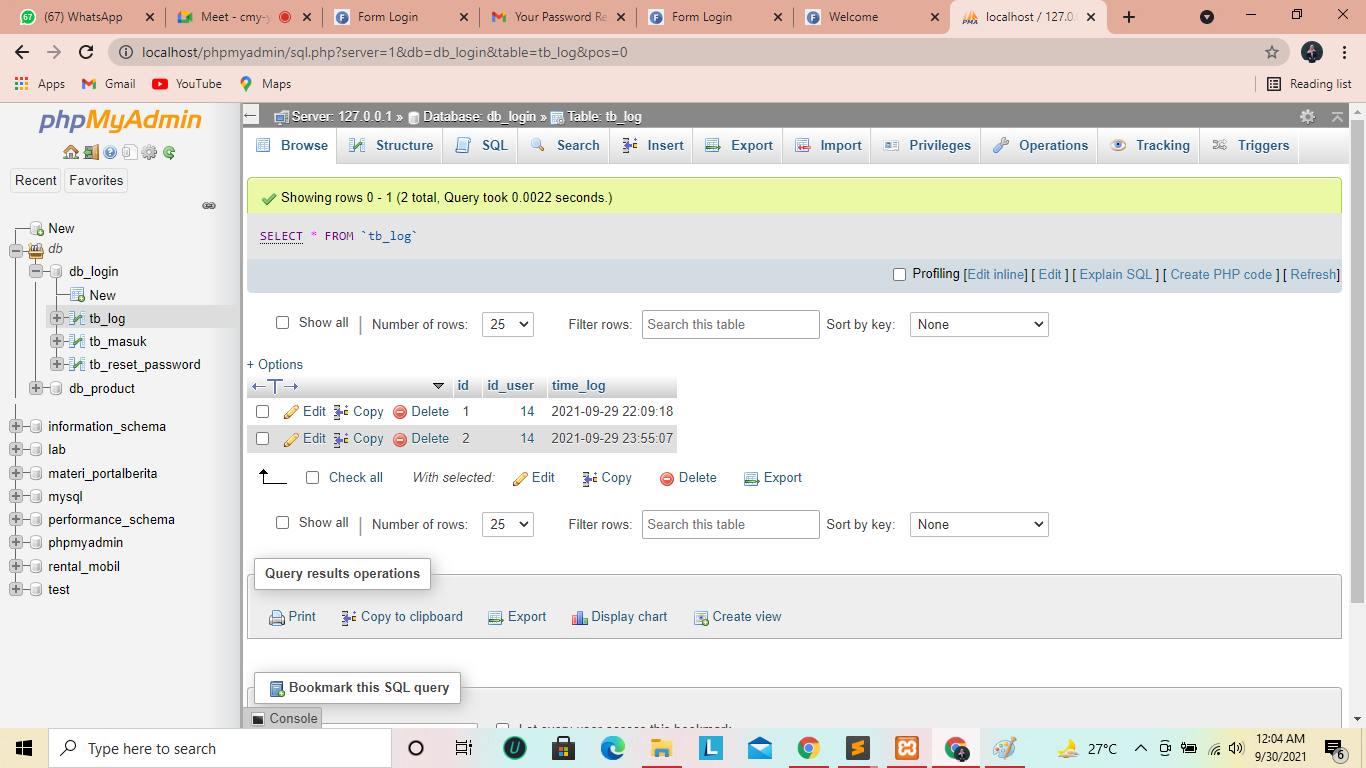 (67) WhatsApp
Meet - cmy-y
Form Login
Your Password Re
Form Login
Welcome
localhost / 127.0.
localhost/phpmyadmin/sql.php?server=1&db=db_login&table=tb_log&pos=0
Apps
Gmail
YouTube
Maps
Reading list
phpMyAdmin
Recent
Favorites
New
db
db_login
New
tb_log
tb_masuk
tb_reset_password
db_product
information_schema
lab
materi_portalberita
mysql
performance_schema
phpmyadmin
rental_mobil
test
Server: 127.0.0.1 » Database: db_login » Table: tb_log
Browse Structure SQL Search Insert Export Import Privileges Operations Tracking Triggers
Showing rows 0 - 1 (2 total, Query took 0.0022 seconds.)
SELECT * FROM `tb_log`
Profiling [Edit inline] [ Edit ] [ Explain SQL ] [ Create PHP code ] [ Refresh]
Show all | Number of rows: 25 Filter rows: Search this table Sort by key: None
+ Options
←T→ id id_user time_log
Edit Copy Delete 1 14 2021-09-29 22:09:18
Edit Copy Delete 2 14 2021-09-29 23:55:07
Check all With selected: Edit Copy Delete Export
Show all | Number of rows: 25 Filter rows: Search this table Sort by key: None
Query results operations
Print Copy to clipboard Export Display chart Create view
Bookmark this SQL query
Console
Let every user access this bookmark
Type here to search
27°C
12:04 AM
9/30/2021
6